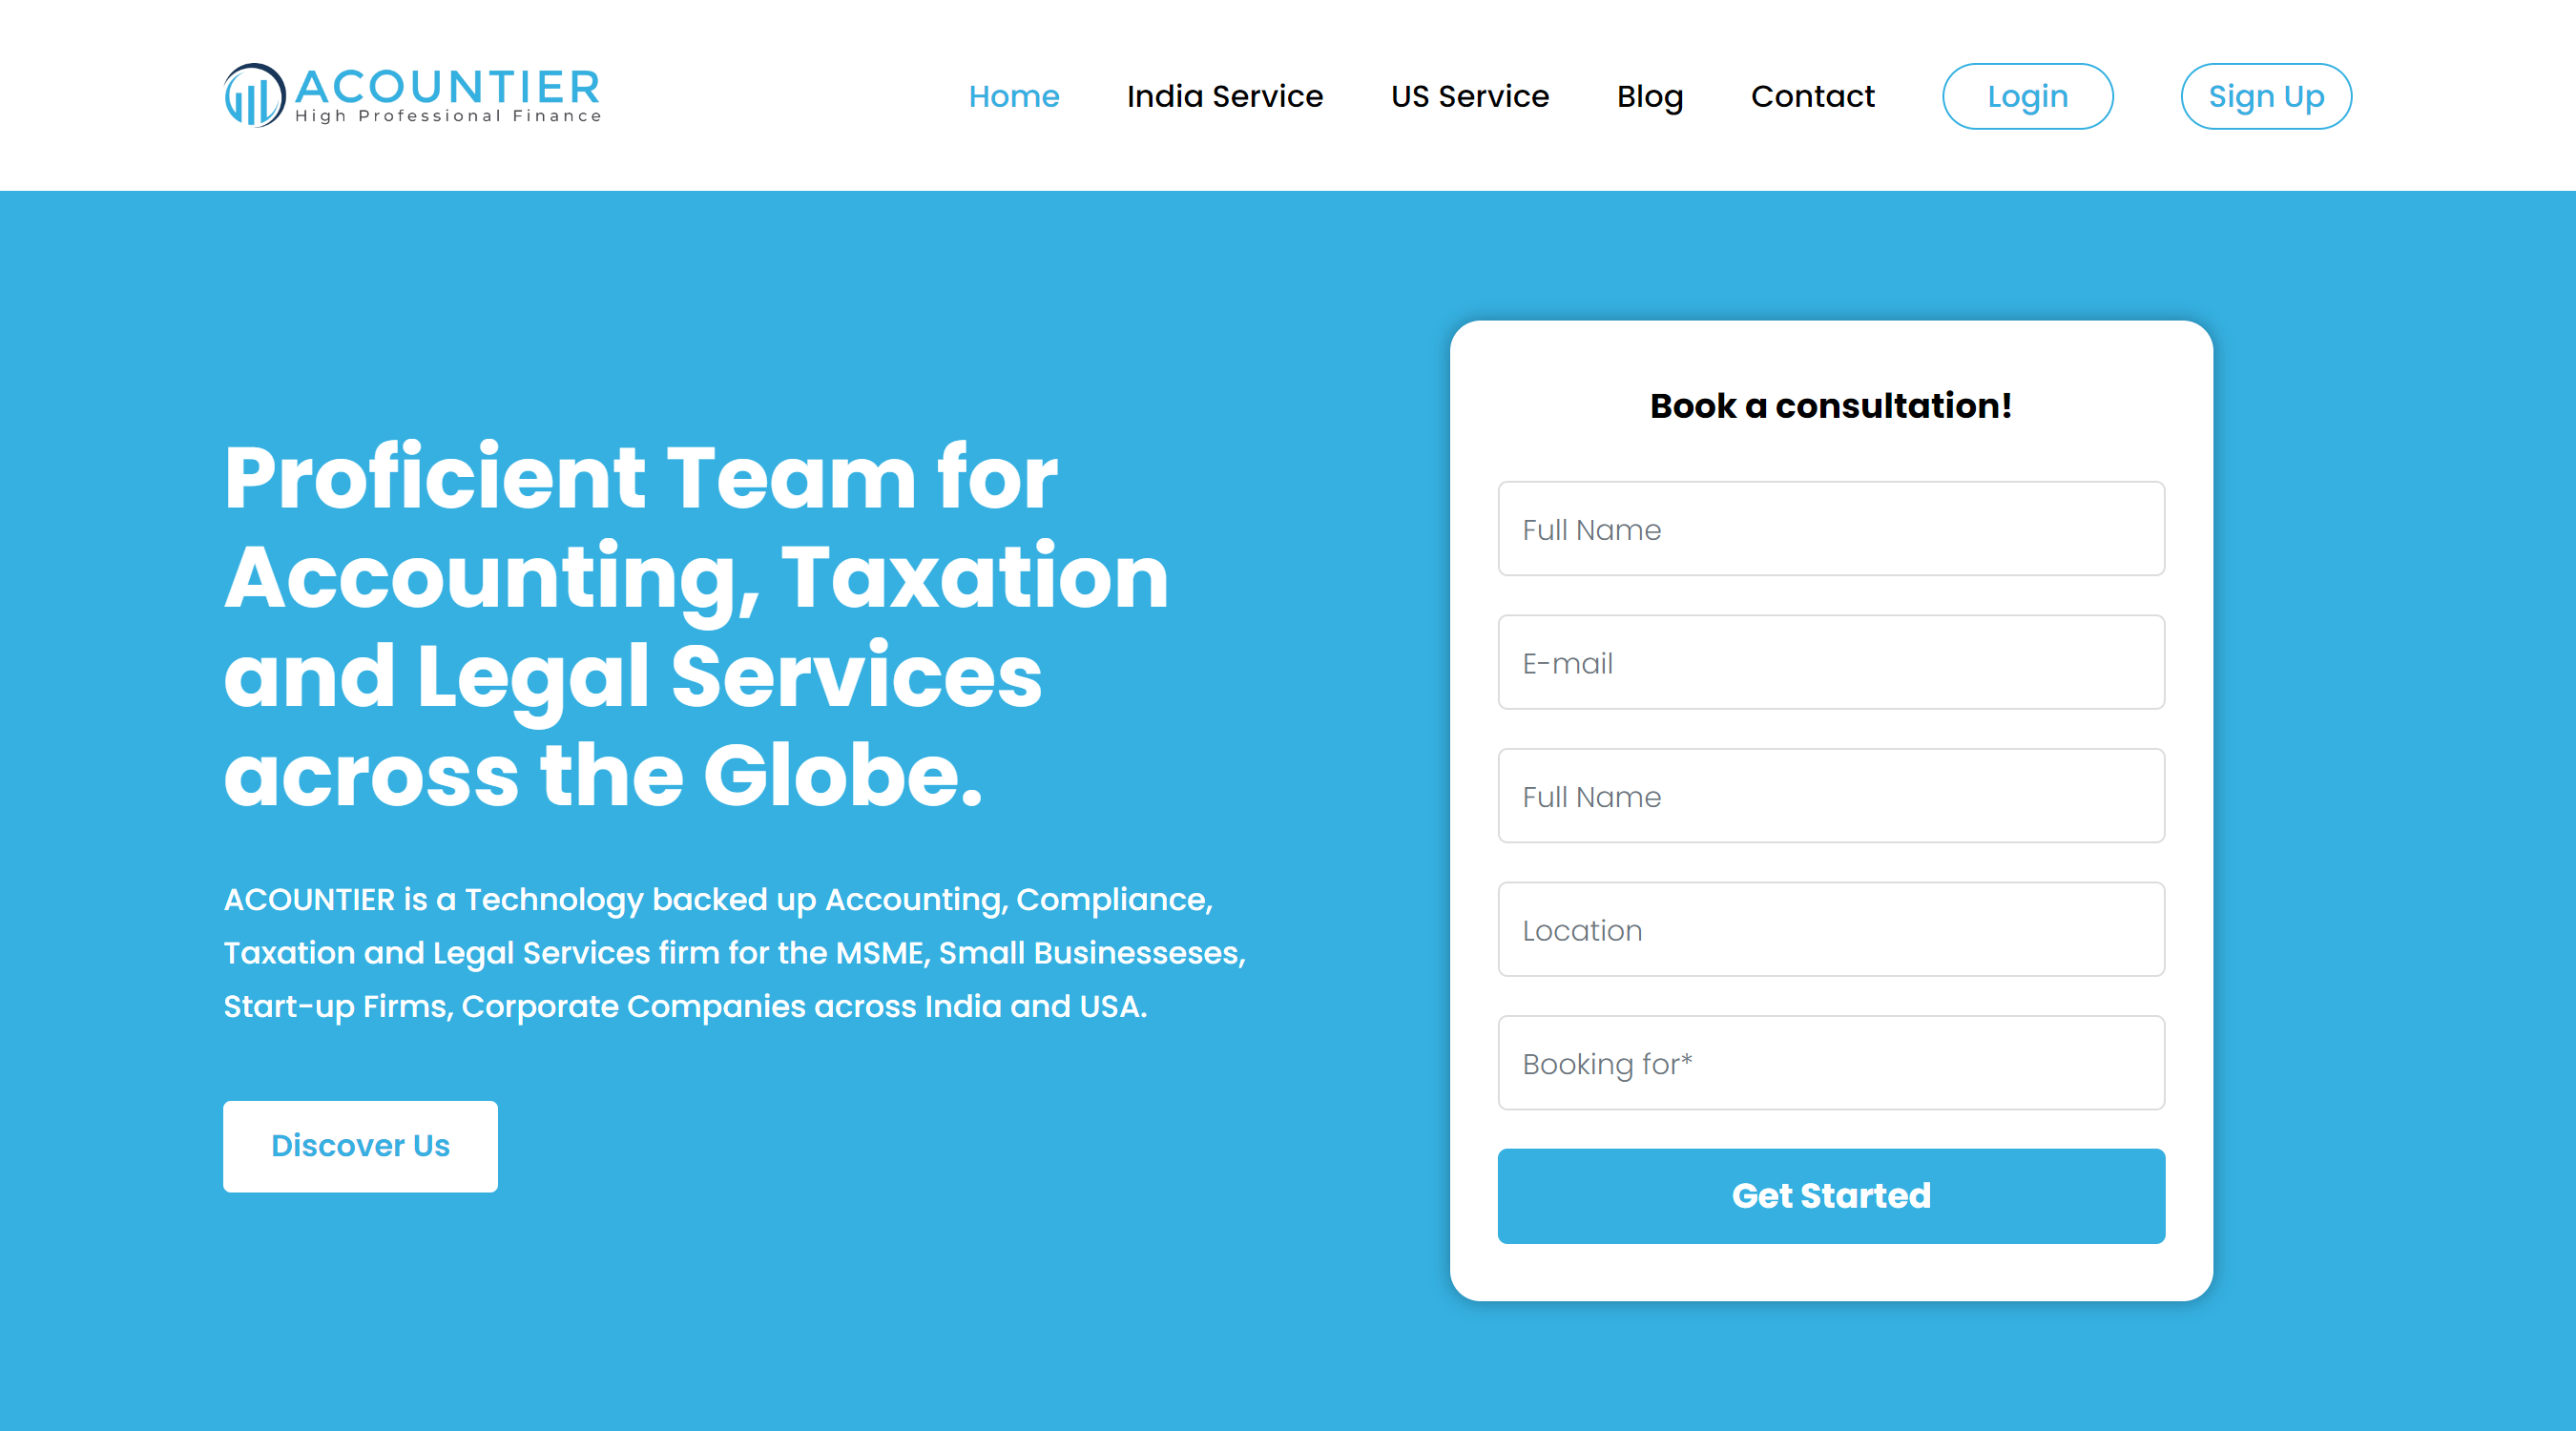 ACOUNTIER
High Professional Finance
Home
India Service
US Service
Blog
Contact
Login
Sign Up
Proficient Team for
Accounting, Taxation
and Legal Services
across the Globe.
ACOUNTIER is a Technology backed up Accounting, Compliance,
Taxation and Legal Services firm for the MSME, Small Businesseses,
Start-up Firms, Corporate Companies across India and USA.
Discover Us
Book a consultation!
Full Name
E-mail
Full Name
Location
Booking for*
Get Started